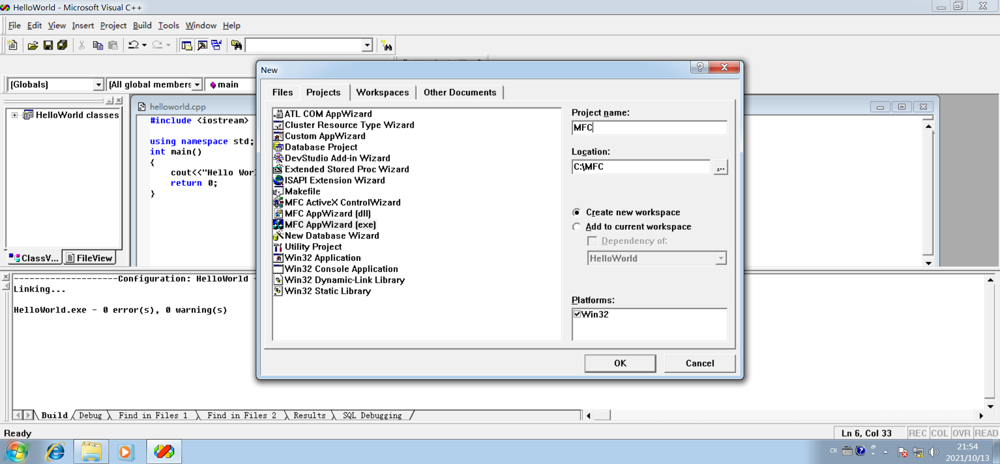 HelloWorld - Microsoft Visual C++
File Edit View Insert Project Build Tools Window Help
(Globals) (All global members main
HelloWorld classes
ClassV... FileView
helloworld.cpp
#include <iostream>
using namespace std;
int main()
{
cout<<"Hello Worl
return 0;
}
New
Files Projects Workspaces Other Documents
ATL COM AppWizard
Cluster Resource Type Wizard
Custom AppWizard
Database Project
DevStudio Add-in Wizard
Extended Stored Proc Wizard
ISAPI Extension Wizard
Makefile
MFC ActiveX ControlWizard
MFC AppWizard (dll)
MFC AppWizard (exe)
New Database Wizard
Utility Project
Win32 Application
Win32 Console Application
Win32 Dynamic-Link Library
Win32 Static Library
Project name:
MFC
Location:
C:\MFC
...
Create new workspace
Add to current workspace
Dependency of:
HelloWorld
Platforms:
Win32
OK Cancel
--------------------Configuration: HelloWorld -
Linking...
HelloWorld.exe - 0 error(s), 0 warning(s)
Build Debug Find in Files 1 Find in Files 2 Results SQL Debugging
Ready
Ln 6, Col 33 REC COL OVR READ
CH
21:54
2021/10/13